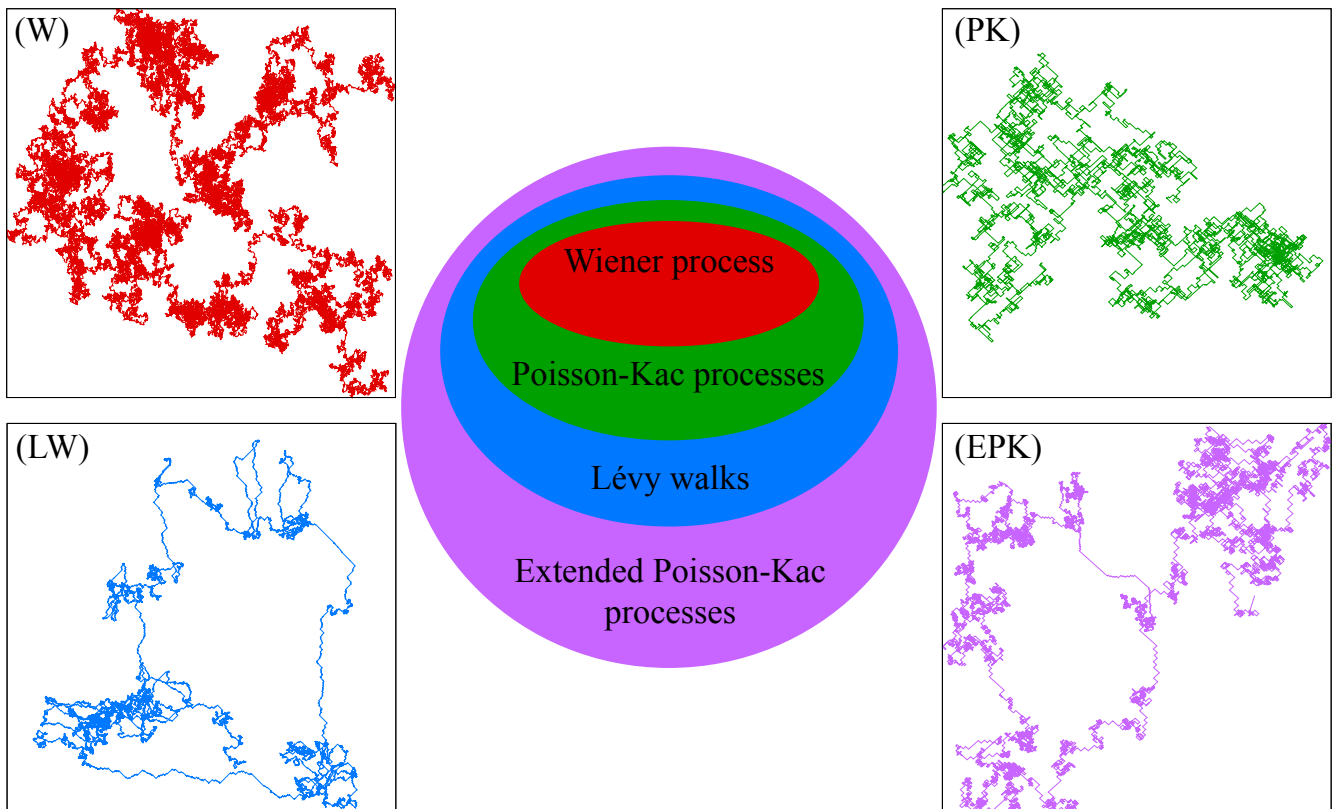 (W)
(PK)
Wiener process
Poisson-Kac processes
(LW)
(EPK)
Lévy walks
Extended Poisson-Kac
processes